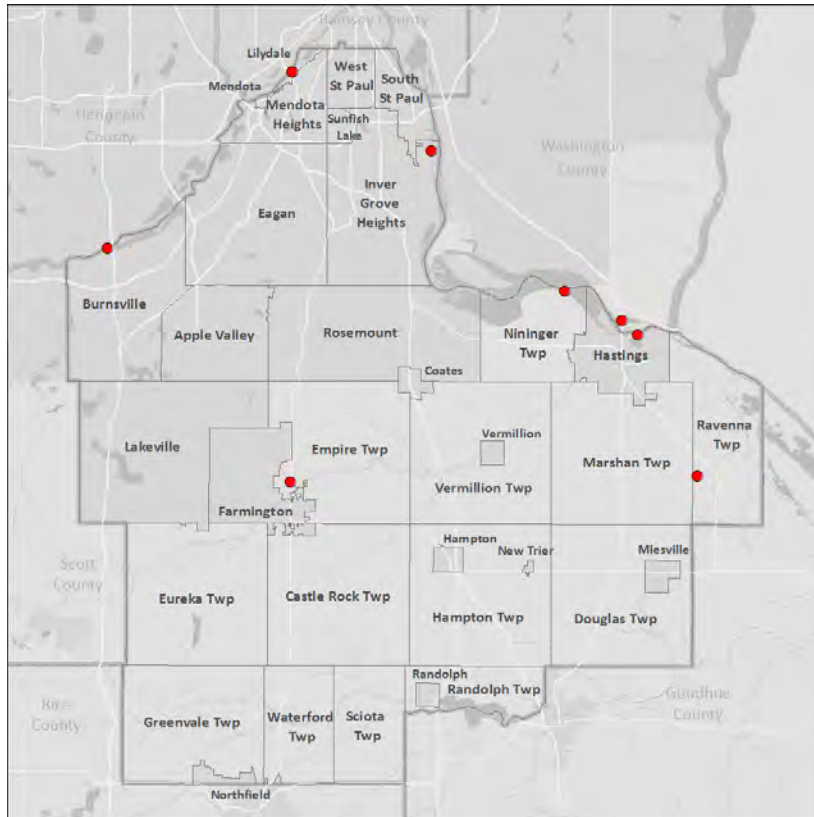 Ramsey County
Lilydale
West
St Paul
South
St Paul
Mendota
Mendota
Heights
Hennepin
County
Sunfish
Lake
Washington
County
Inver
Grove
Heights
Eagan
Burnsville
Apple Valley
Rosemount
Nininger
Twp
Hastings
Coates
Ravenna
Twp
Lakeville
Empire Twp
Vermillion
Marshan Twp
Vermillion Twp
Farmington
Hampton
New Trier
Miesville
Scott
County
Eureka Twp
Castle Rock Twp
Hampton Twp
Douglas Twp
Randolph
Randolph Twp
Rice
County
Goodhue
County
Greenvale Twp
Waterford
Twp
Sciota
Twp
Northfield